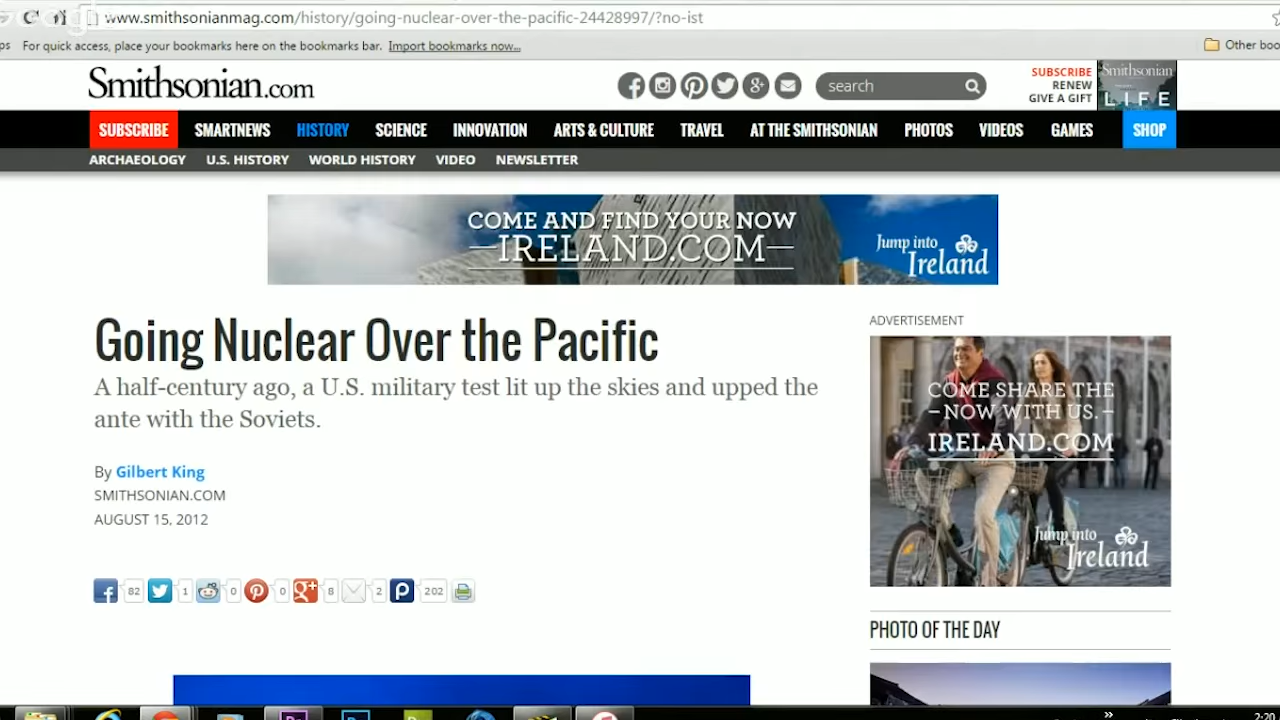 www.smithsonianmag.com/history/going-nuclear-over-the-pacific-24428997/?no-ist
For quick access, place your bookmarks here on the bookmarks bar. Import bookmarks now...
Other boo
Smithsonian.com
search
SUBSCRIBE
RENEW
GIVE A GIFT
Smithsonian
LIFE
SUBSCRIBE SMARTNEWS HISTORY SCIENCE INNOVATION ARTS & CULTURE TRAVEL AT THE SMITHSONIAN PHOTOS VIDEOS GAMES SHOP
ARCHAEOLOGY U.S. HISTORY WORLD HISTORY VIDEO NEWSLETTER
COME AND FIND YOUR NOW
IRELAND.COM
Jump into
Ireland
Going Nuclear Over the Pacific
A half-century ago, a U.S. military test lit up the skies and upped the
ante with the Soviets.
By Gilbert King
SMITHSONIAN.COM
AUGUST 15, 2012
82 1 0 0 8 2 202
ADVERTISEMENT
COME SHARE THE
NOW WITH US.
IRELAND.COM
Jump into
Ireland
PHOTO OF THE DAY
2:20